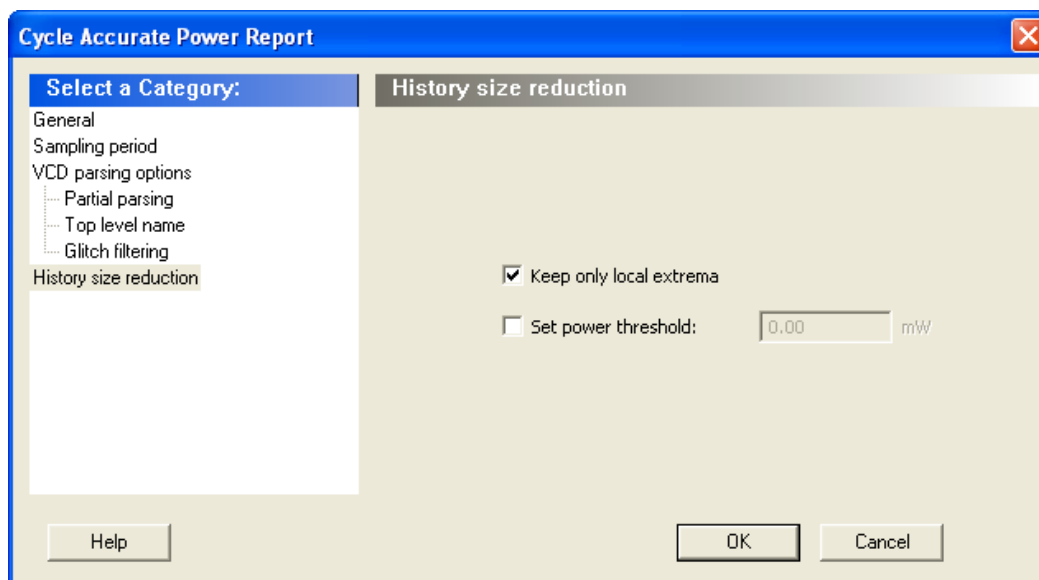 Cycle Accurate Power Report
Select a Category:
General
Sampling period
VCD parsing options
Partial parsing
Top level name
Glitch filtering
History size reduction
History size reduction
Keep only local extrema
Set power threshold: 0.00 mW
Help
OK
Cancel